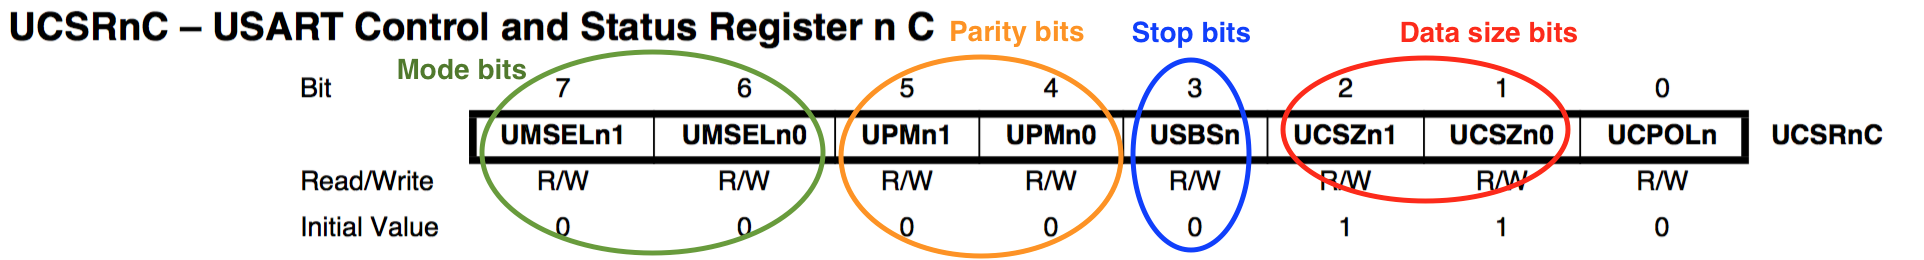 UCSRnC – USART Control and Status Register n C Parity bits Stop bits Data size bits
Mode bits
Bit 7 6 5 4 3 2 1 0
UMSELn1 UMSELn0 UPMn1 UPMn0 USBSn UCSZn1 UCSZn0 UCPOLn UCSRnC
Read/Write R/W R/W R/W R/W R/W R/W R/W R/W
Initial Value 0 0 0 0 0 1 1 0